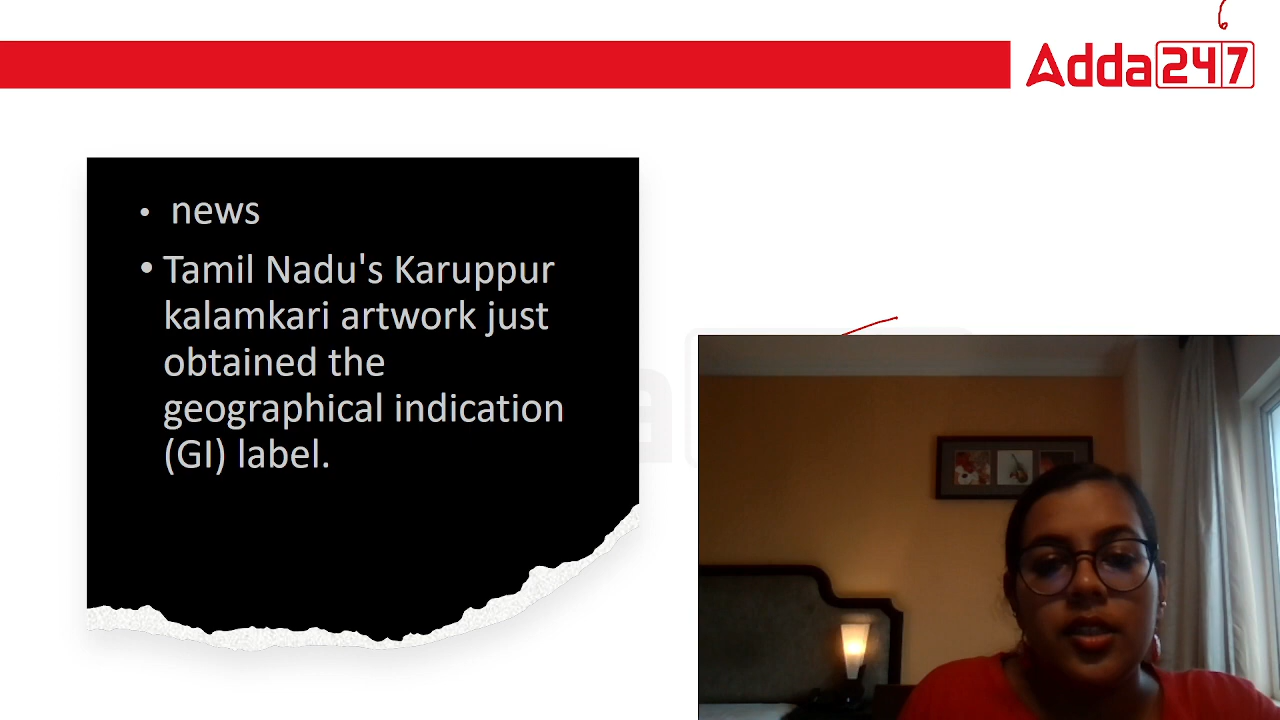 Adda247
• news
• Tamil Nadu's Karuppur
kalamkari artwork just
obtained the
geographical indication
(GI) label.